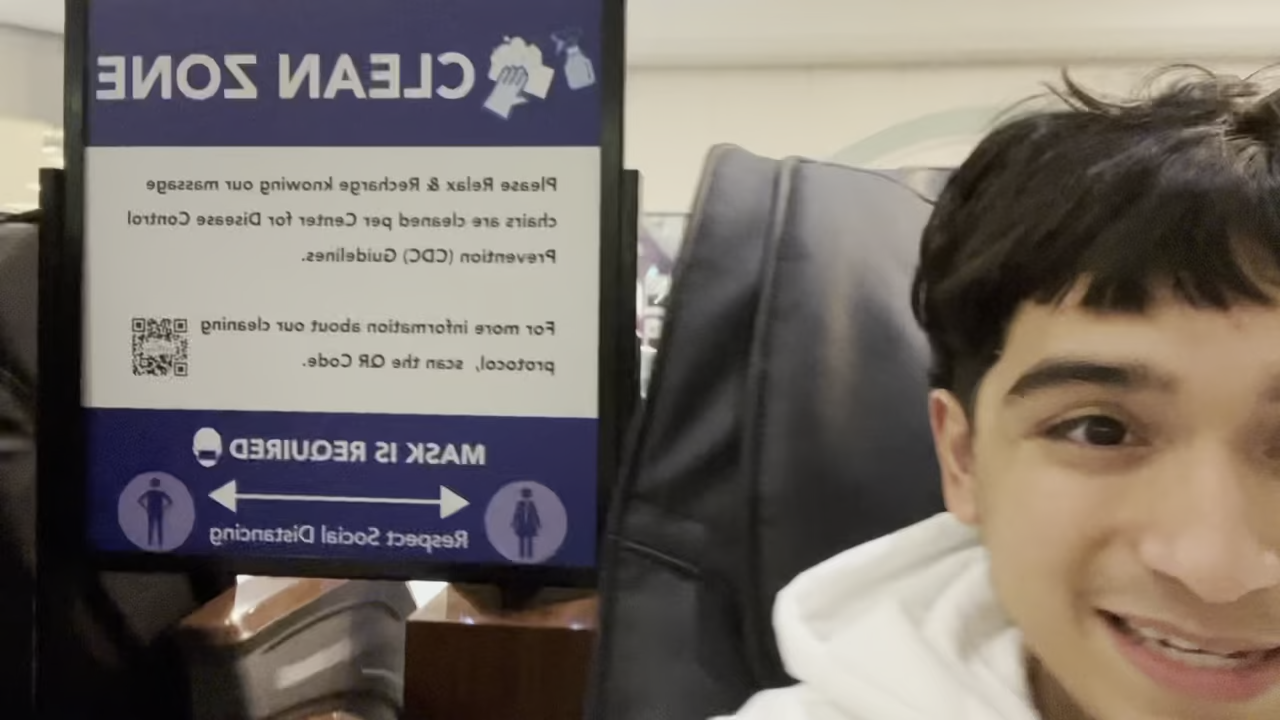 CLEAN ZONE
Please Relax & Recharge knowing our massage
chairs are cleaned per Center for Disease Control
Prevention (CDC) Guidelines.
For more information about our cleaning
protocol, scan the QR Code.
MASK IS REQUIRED
Respect Social Distancing